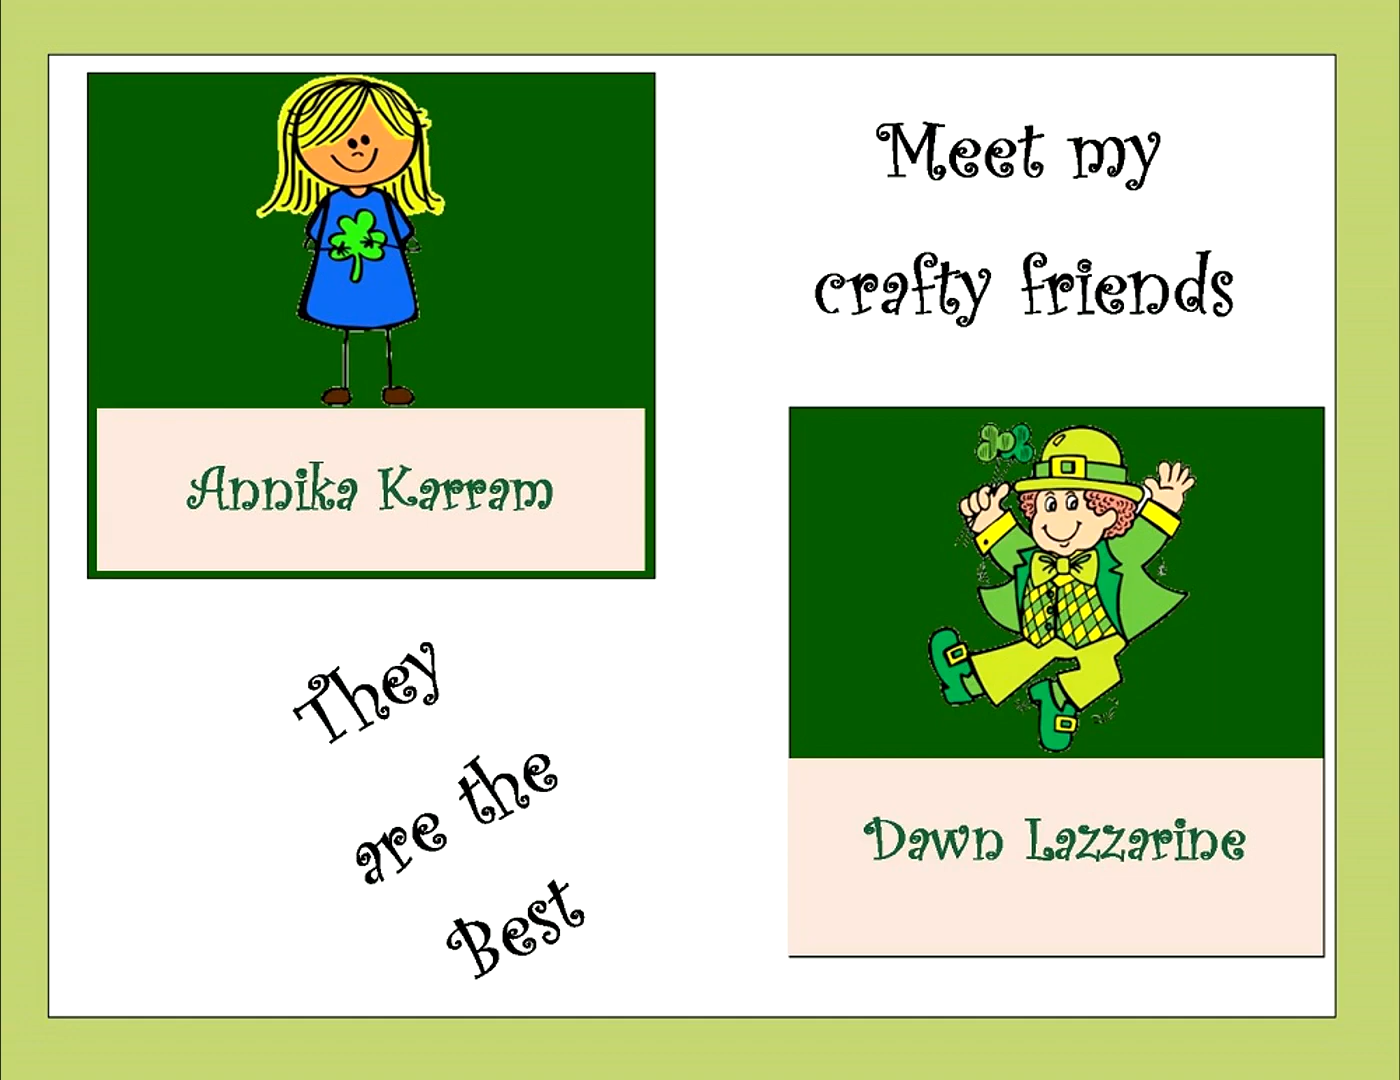 Meet my
crafty friends
Annika Karram
Dawn Lazzarine
They
are the
Best